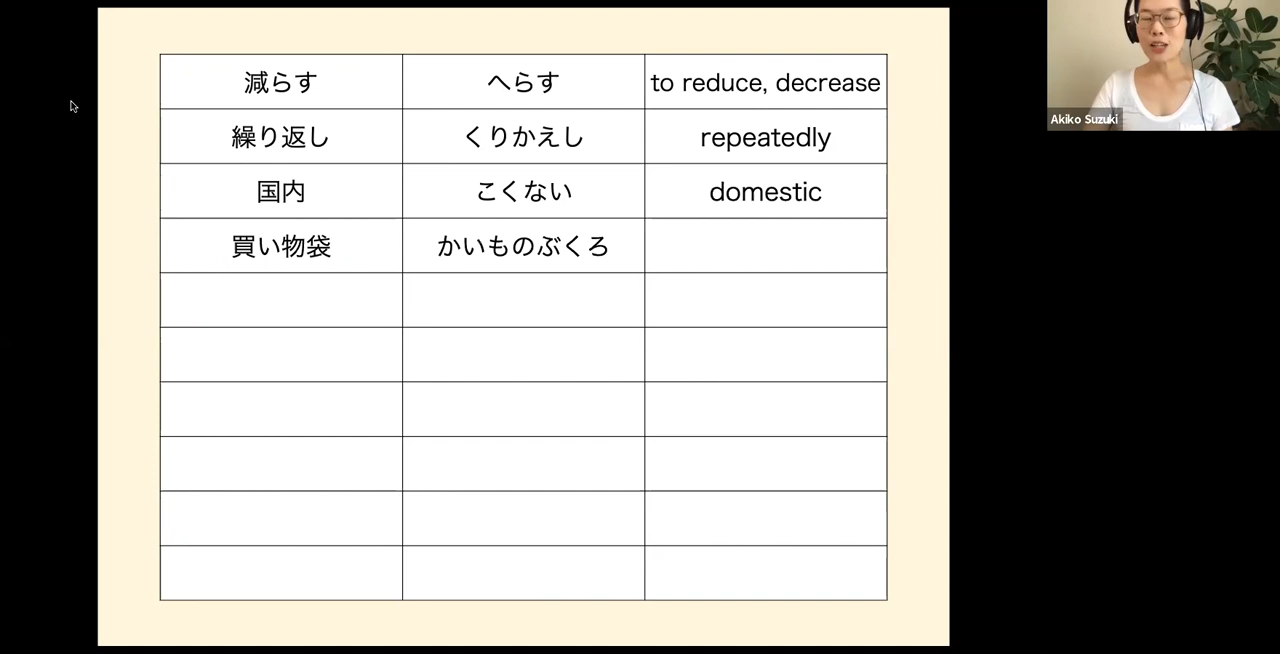 減らす へらす to reduce, decrease
繰り返し くりかえし repeatedly
国内 こくない domestic
買い物袋 かいものぶくろ
Akiko Suzuki